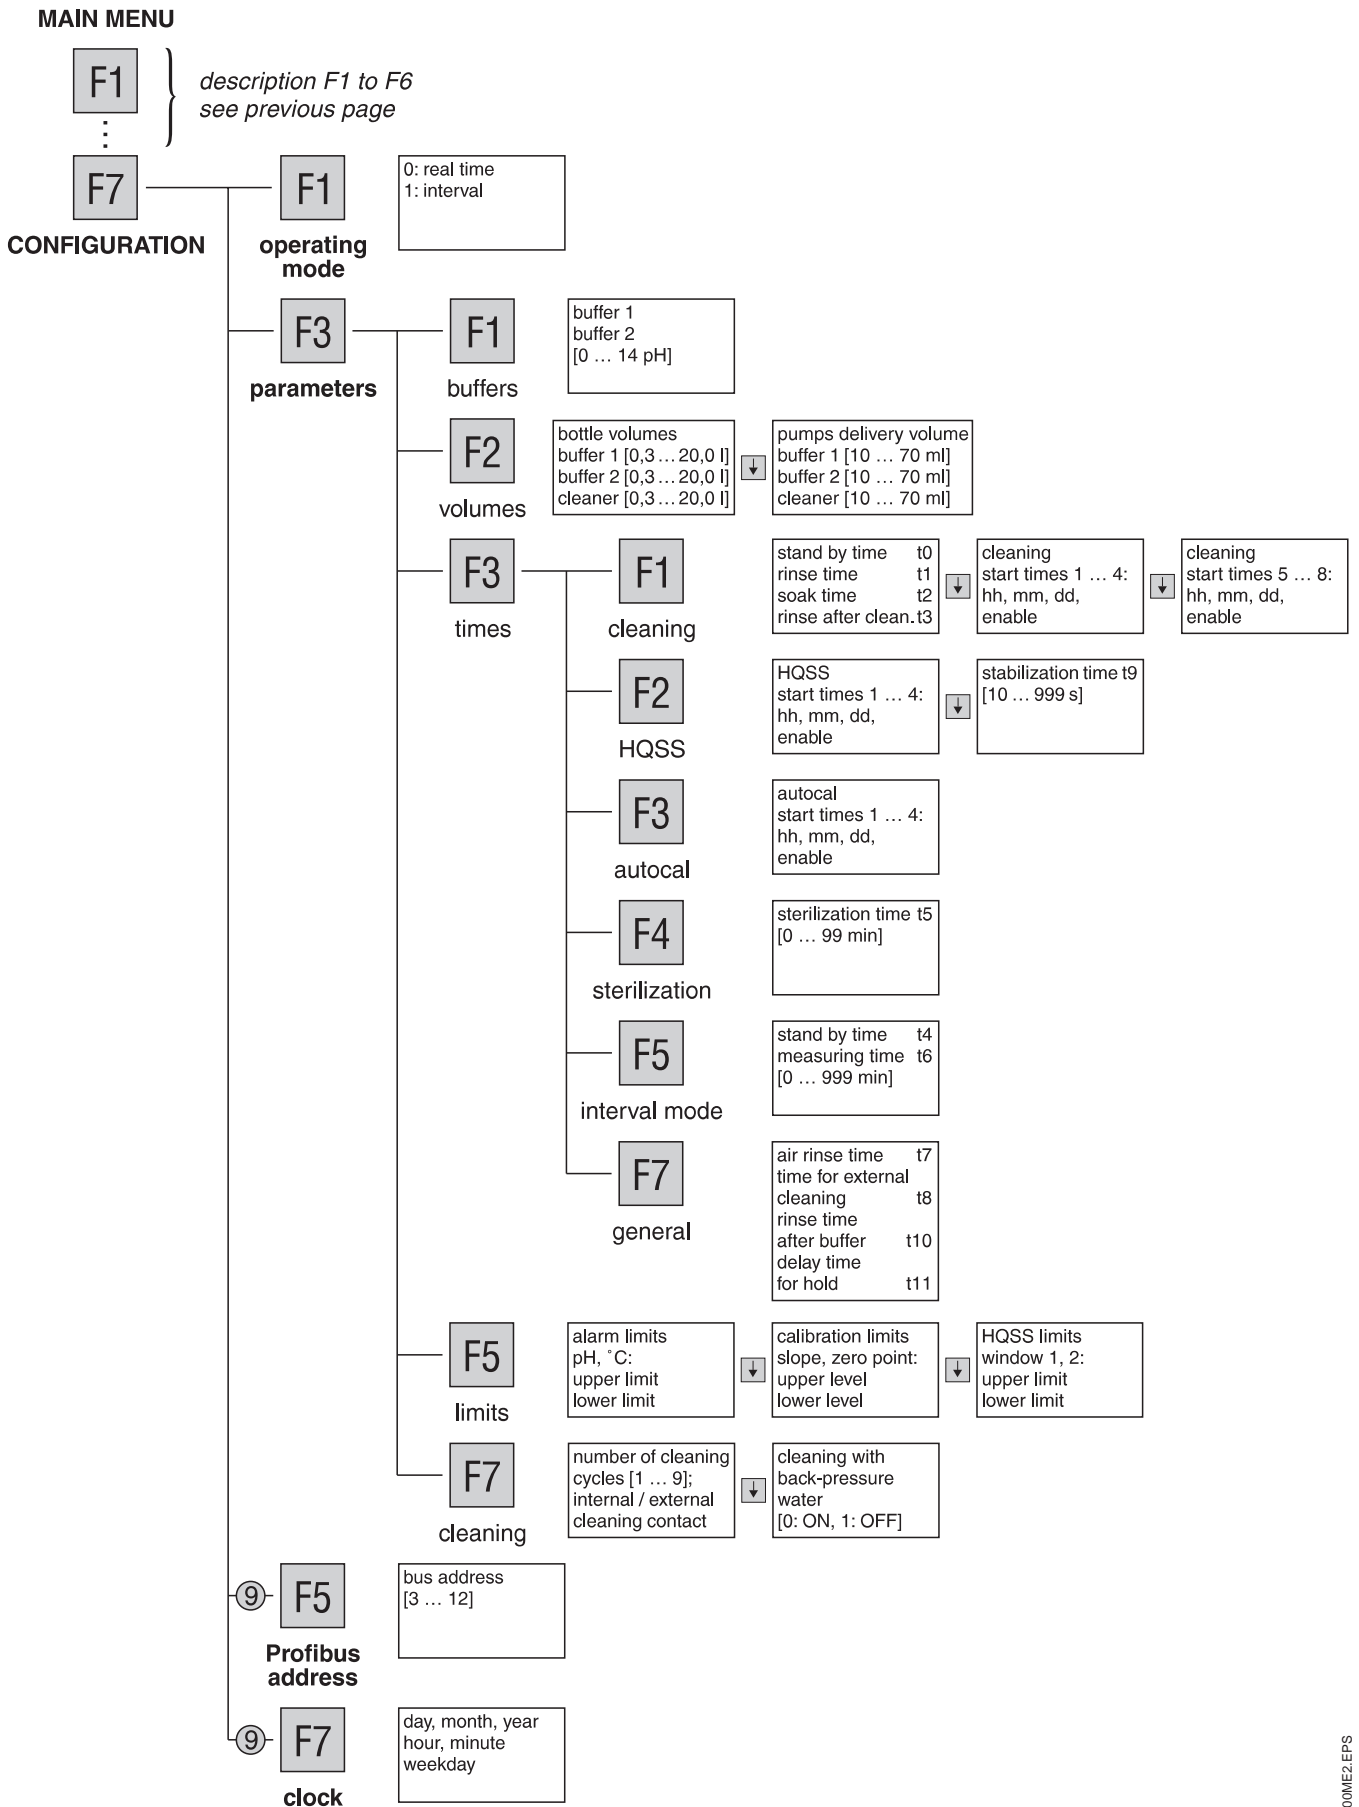 MAIN MENU
F1
description F1 to F6
see previous page
F7
CONFIGURATION
F1
operating
mode
0: real time
1: interval
F3
parameters
F1
buffers
buffer 1
buffer 2
[0 … 14 pH]
F2
volumes
bottle volumes
buffer 1 [0,3 … 20,0 l]
buffer 2 [0,3 … 20,0 l]
cleaner [0,3 … 20,0 l]
pumps delivery volume
buffer 1 [10 … 70 ml]
buffer 2 [10 … 70 ml]
cleaner [10 … 70 ml]
F3
times
F1
cleaning
stand by time t0
rinse time t1
soak time t2
rinse after clean. t3
cleaning
start times 1 … 4:
hh, mm, dd,
enable
cleaning
start times 5 … 8:
hh, mm, dd,
enable
F2
HQSS
HQSS
start times 1 … 4:
hh, mm, dd,
enable
stabilization time t9
[10 … 999 s]
F3
autocal
autocal
start times 1 … 4:
hh, mm, dd,
enable
F4
sterilization
sterilization time t5
[0 … 99 min]
F5
interval mode
stand by time t4
measuring time t6
[0 … 999 min]
F7
general
air rinse time t7
time for external
cleaning t8
rinse time
after buffer t10
delay time
for hold t11
F5
limits
alarm limits
pH, °C:
upper limit
lower limit
calibration limits
slope, zero point:
upper level
lower level
HQSS limits
window 1, 2:
upper limit
lower limit
F7
cleaning
number of cleaning
cycles [1 … 9];
internal / external
cleaning contact
cleaning with
back-pressure
water
[0: ON, 1: OFF]
9
F5
Profibus
address
bus address
[3 … 12]
9
F7
clock
day, month, year
hour, minute
weekday
00ME2.EPS